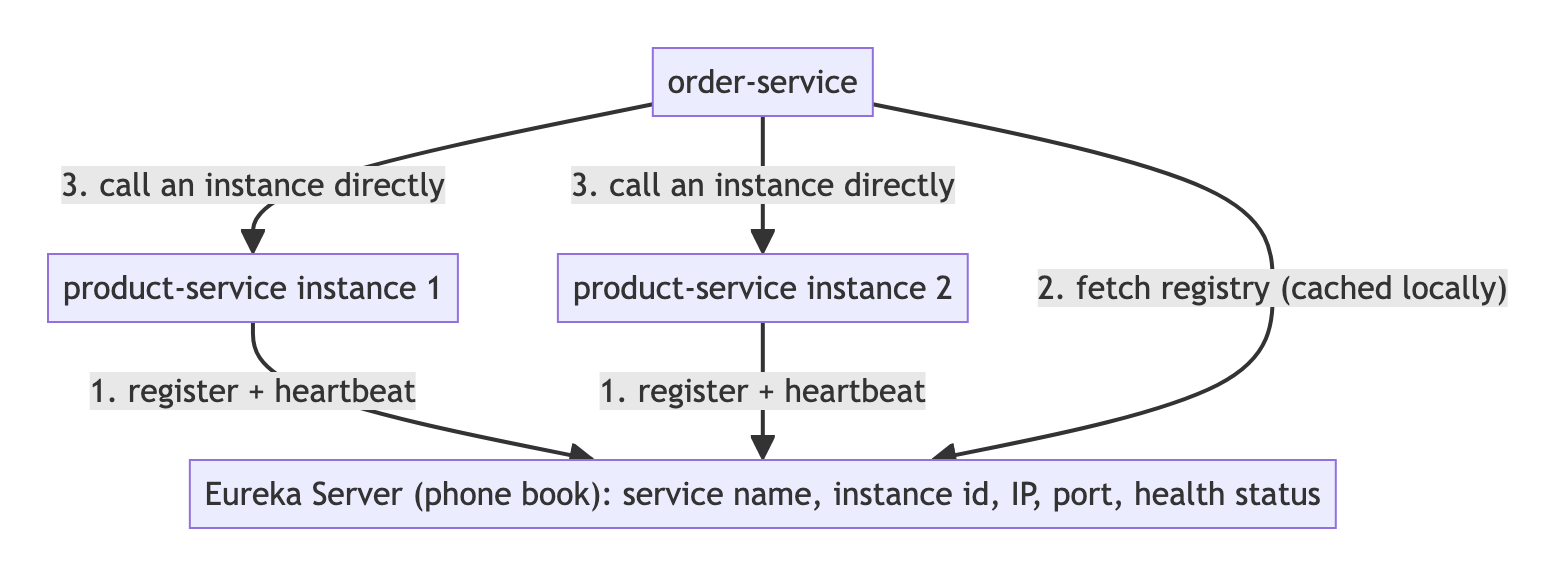 order-service
3. call an instance directly
3. call an instance directly
product-service instance 1
product-service instance 2
2. fetch registry (cached locally)
1. register + heartbeat
1. register + heartbeat
Eureka Server (phone book): service name, instance id, IP, port, health status